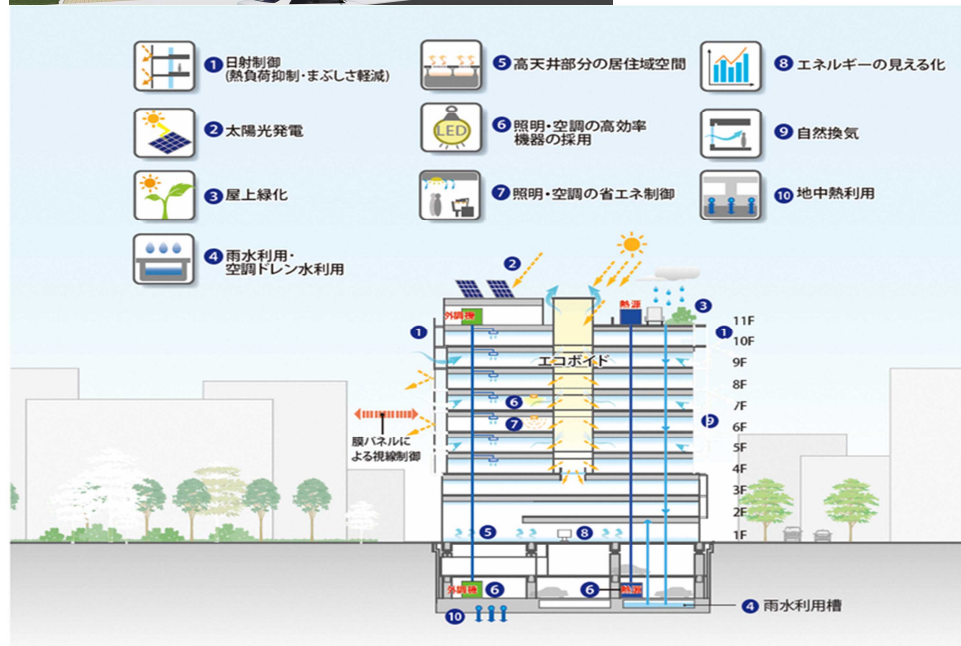 1 日射制御
(熱負荷抑制・まぶしさ軽減)
2 太陽光発電
3 屋上緑化
4 雨水利用・
空調ドレン水利用
5 高天井部分の居住域空間
LED
6 照明・空調の高効率
機器の採用
7 照明・空調の省エネ制御
8 エネルギーの見える化
9 自然換気
10 地中熱利用
2
外調機
熱源
3
1
1
11F
10F
エコボイド
9F
8F
6
7F
7
9
6F
膜パネルに
よる視線制御
5F
4F
3F
2F
5
8
1F
外調機
6
6
熱源
10
4 雨水利用槽